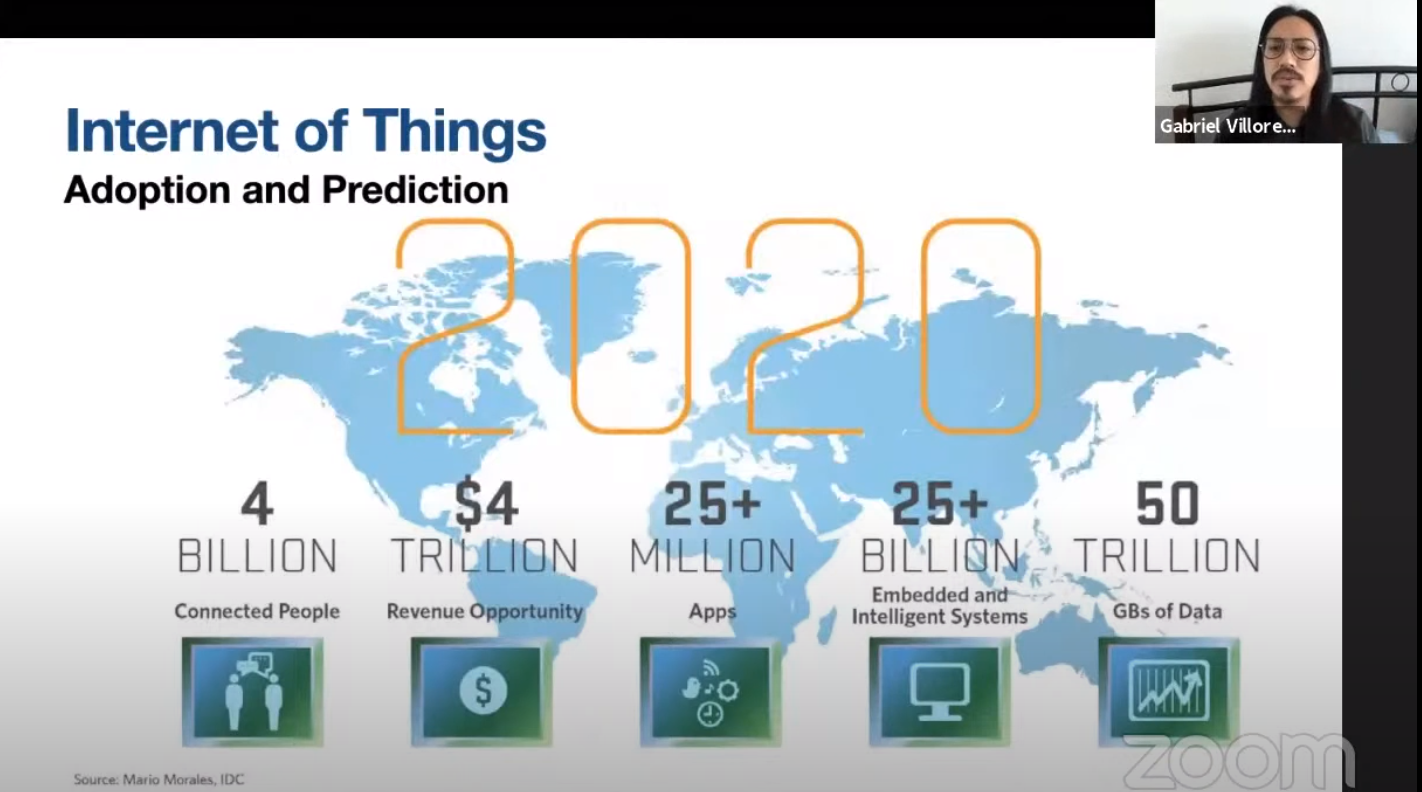 Internet of Things
Adoption and Prediction
Gabriel Villore...
2020
4
BILLION
Connected People
$4
TRILLION
Revenue Opportunity
25+
MILLION
Apps
25+
BILLION
Embedded and
Intelligent Systems
50
TRILLION
GBs of Data
$
Source: Mario Morales, IDC
zoom